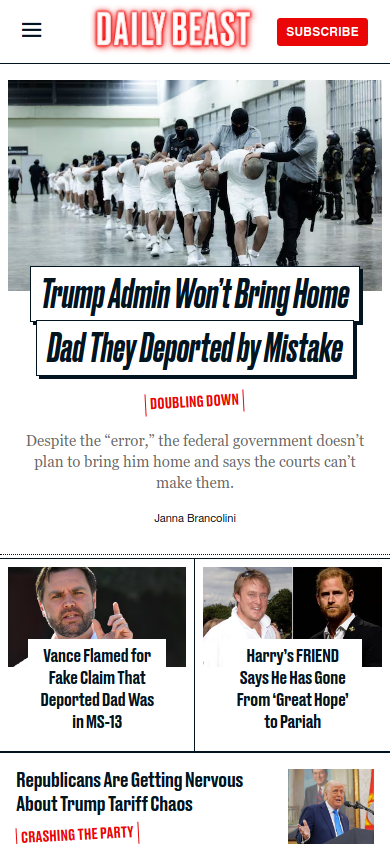 DAILY BEAST
SUBSCRIBE
Trump Admin Won’t Bring Home
Dad They Deported by Mistake
DOUBLING DOWN
Despite the “error,” the federal government doesn’t
plan to bring him home and says the courts can’t
make them.
Janna Brancolini
Vance Flamed for
Fake Claim That
Deported Dad Was
in MS-13
Harry’s FRIEND
Says He Has Gone
From ‘Great Hope’
to Pariah
Republicans Are Getting Nervous
About Trump Tariff Chaos
CRASHING THE PARTY